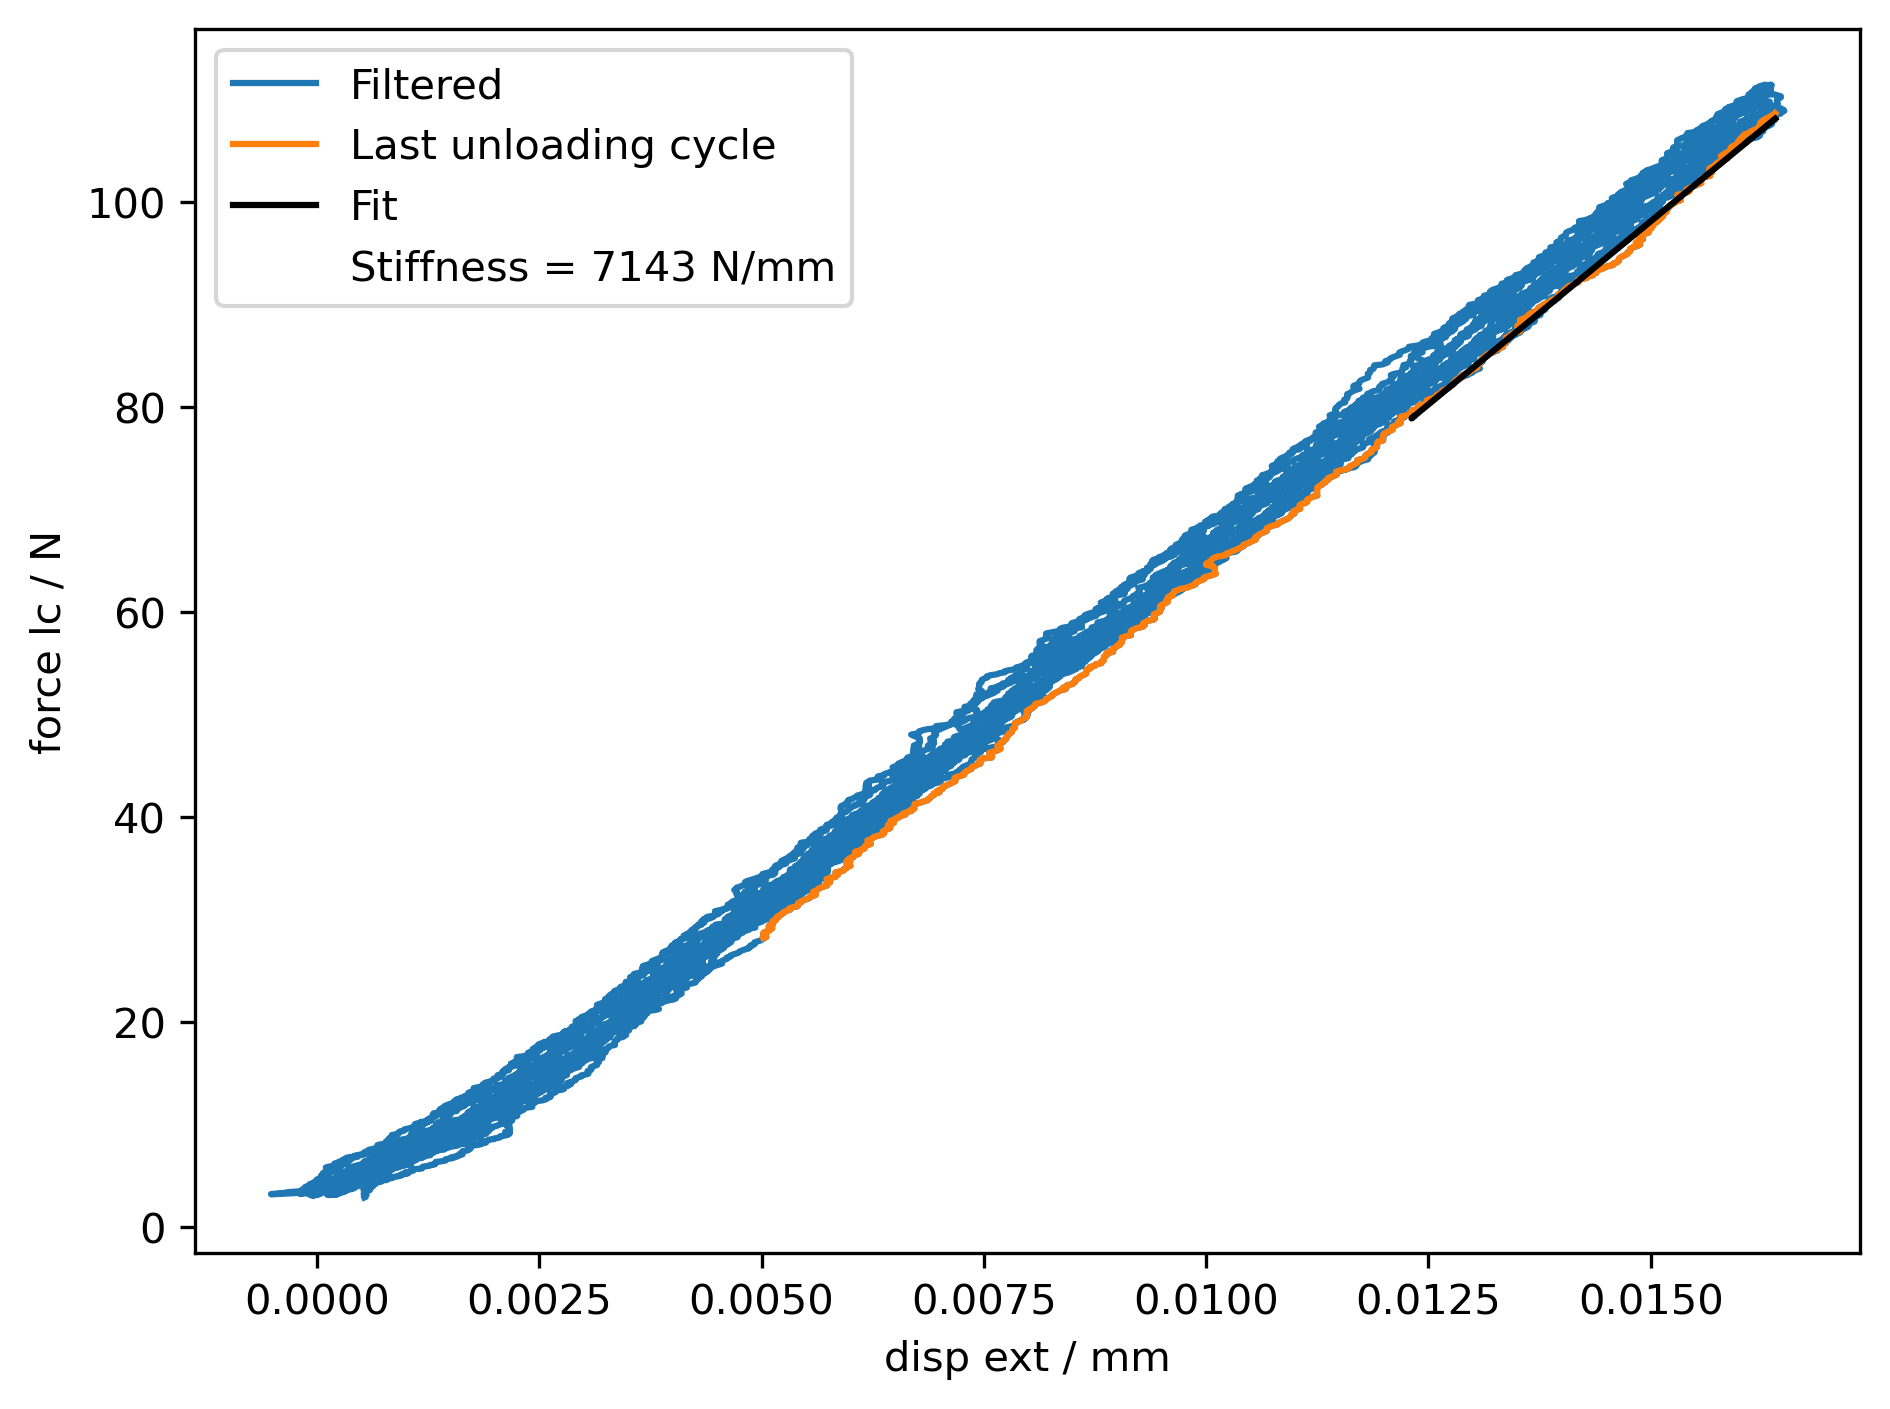 Filtered
Last unloading cycle
Fit
Stiffness = 7143 N/mm
100
80
60
40
20
0
force lc / N
0.0000 0.0025 0.0050 0.0075 0.0100 0.0125 0.0150
disp ext / mm